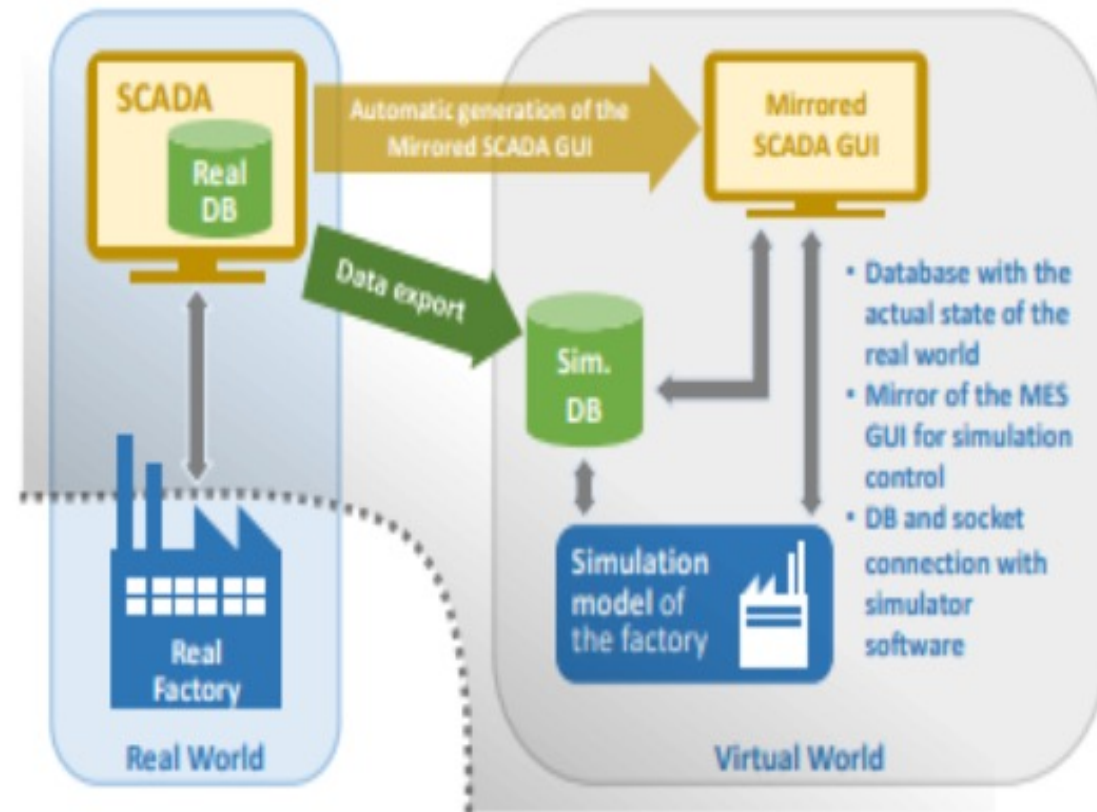 SCADA
Real
DB
Automatic generation of the
Mirrored SCADA GUI
Mirrored
SCADA GUI
Data export
Sim.
DB
• Database with the
actual state of the
real world
• Mirror of the MES
GUI for simulation
control
• DB and socket
connection with
simulator
software
Simulation
model of
the factory
Real
Factory
Real World
Virtual World